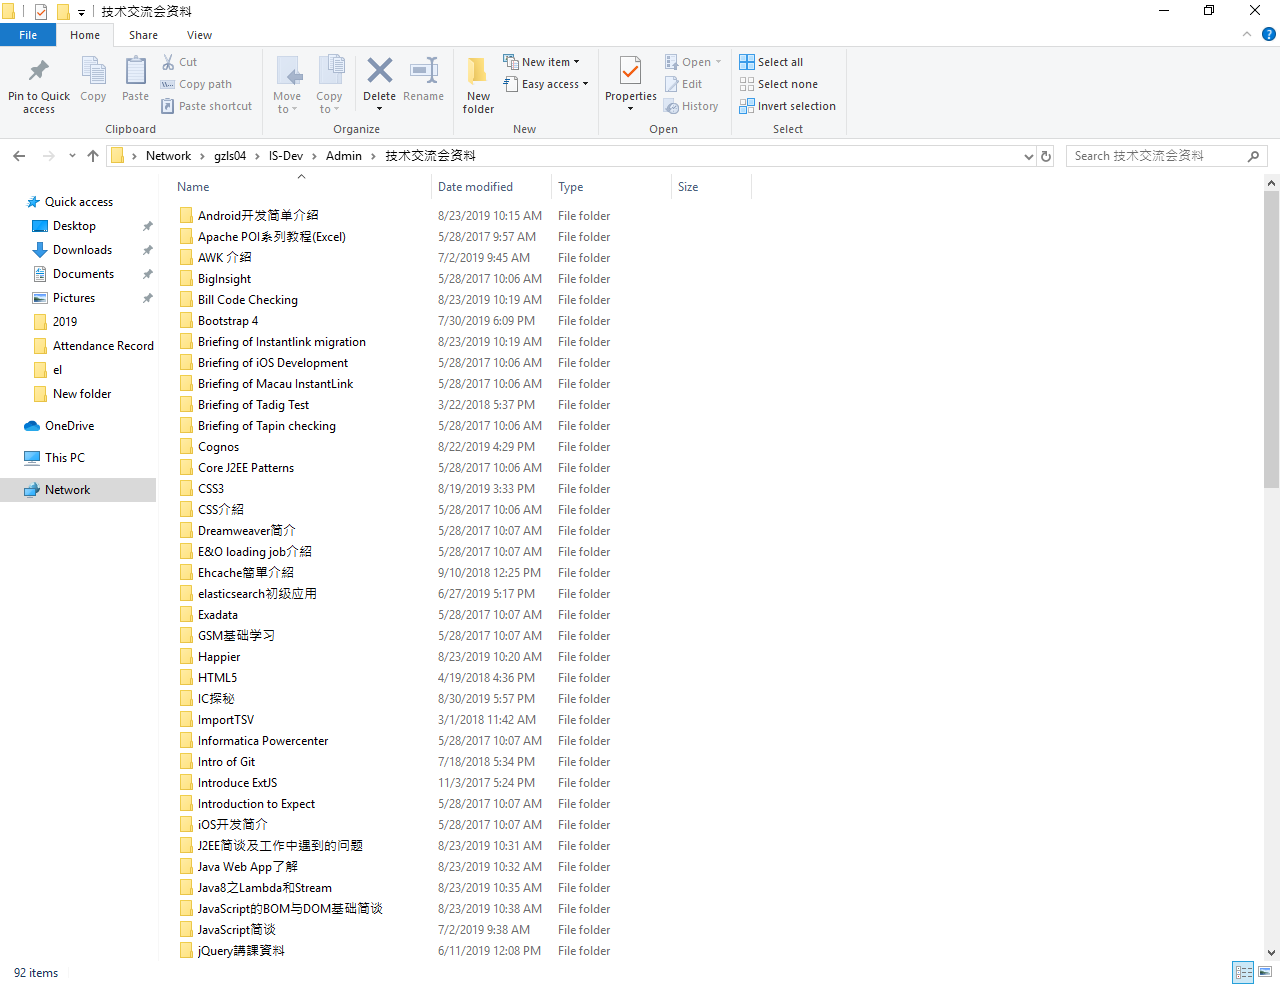 技术交流会资料
File Home Share View
Pin to Quick access
Copy
Paste
Cut
Copy path
Paste shortcut
Clipboard
Move to
Copy to
Delete
Rename
Organize
New folder
New item
Easy access
New
Properties
Open
Edit
History
Open
Select all
Select none
Invert selection
Select
Network › gzls04 › IS-Dev › Admin › 技术交流会资料
Search 技术交流会资料
Quick access
Desktop
Downloads
Documents
Pictures
2019
Attendance Record
el
New folder
OneDrive
This PC
Network
Name Date modified Type Size
Android开发简单介绍 8/23/2019 10:15 AM File folder
Apache POI系列教程(Excel) 5/28/2017 9:57 AM File folder
AWK 介绍 7/2/2019 9:45 AM File folder
BigInsight 5/28/2017 10:06 AM File folder
Bill Code Checking 8/23/2019 10:19 AM File folder
Bootstrap 4 7/30/2019 6:09 PM File folder
Briefing of Instantlink migration 8/23/2019 10:19 AM File folder
Briefing of iOS Development 5/28/2017 10:06 AM File folder
Briefing of Macau InstantLink 5/28/2017 10:06 AM File folder
Briefing of Tadig Test 3/22/2018 5:37 PM File folder
Briefing of Tapin checking 5/28/2017 10:06 AM File folder
Cognos 8/22/2019 4:29 PM File folder
Core J2EE Patterns 5/28/2017 10:06 AM File folder
CSS3 8/19/2019 3:33 PM File folder
CSS介紹 5/28/2017 10:06 AM File folder
Dreamweaver简介 5/28/2017 10:07 AM File folder
E&O loading job介紹 5/28/2017 10:07 AM File folder
Ehcache簡單介紹 9/10/2018 12:25 PM File folder
elasticsearch初级应用 6/27/2019 5:17 PM File folder
Exadata 5/28/2017 10:07 AM File folder
GSM基础学习 5/28/2017 10:07 AM File folder
Happier 8/23/2019 10:20 AM File folder
HTML5 4/19/2018 4:36 PM File folder
IC探秘 8/30/2019 5:57 PM File folder
ImportTSV 3/1/2018 11:42 AM File folder
Informatica Powercenter 5/28/2017 10:07 AM File folder
Intro of Git 7/18/2018 5:34 PM File folder
Introduce ExtJS 11/3/2017 5:24 PM File folder
Introduction to Expect 5/28/2017 10:07 AM File folder
iOS开发简介 5/28/2017 10:07 AM File folder
J2EE简谈及工作中遇到的问题 8/23/2019 10:31 AM File folder
Java Web App了解 8/23/2019 10:32 AM File folder
Java8之Lambda和Stream 8/23/2019 10:35 AM File folder
JavaScript的BOM与DOM基础简谈 8/23/2019 10:38 AM File folder
JavaScript简谈 7/2/2019 9:38 AM File folder
jQuery講課資料 6/11/2019 12:08 PM File folder
92 items